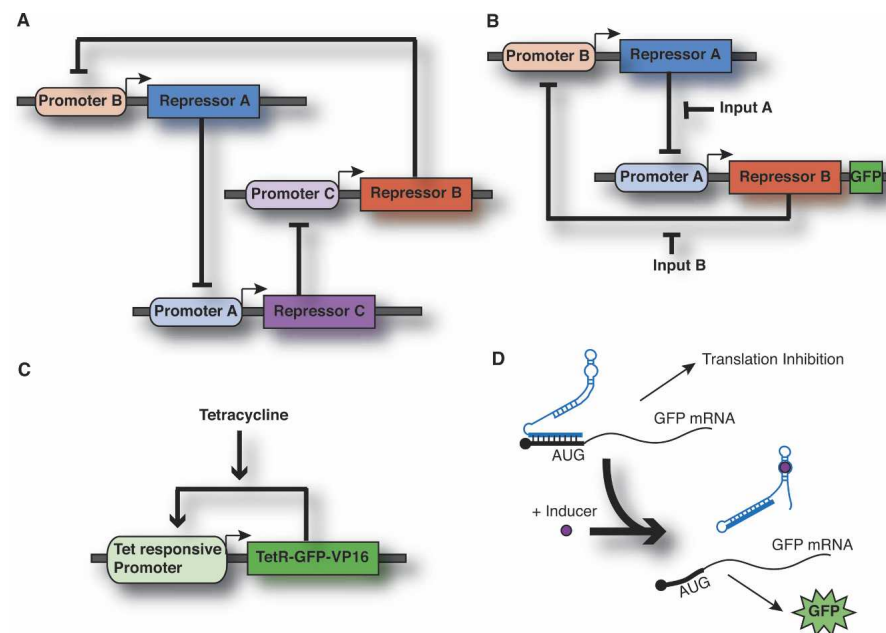 A
Promoter B
Repressor A
Promoter C
Repressor B
Promoter A
Repressor C
B
Promoter B
Repressor A
Input A
Promoter A
Repressor B
GFP
Input B
C
Tetracycline
Tet responsive
Promoter
TetR-GFP-VP16
D
Translation Inhibition
GFP mRNA
AUG
+ Inducer
GFP mRNA
AUG
GFP